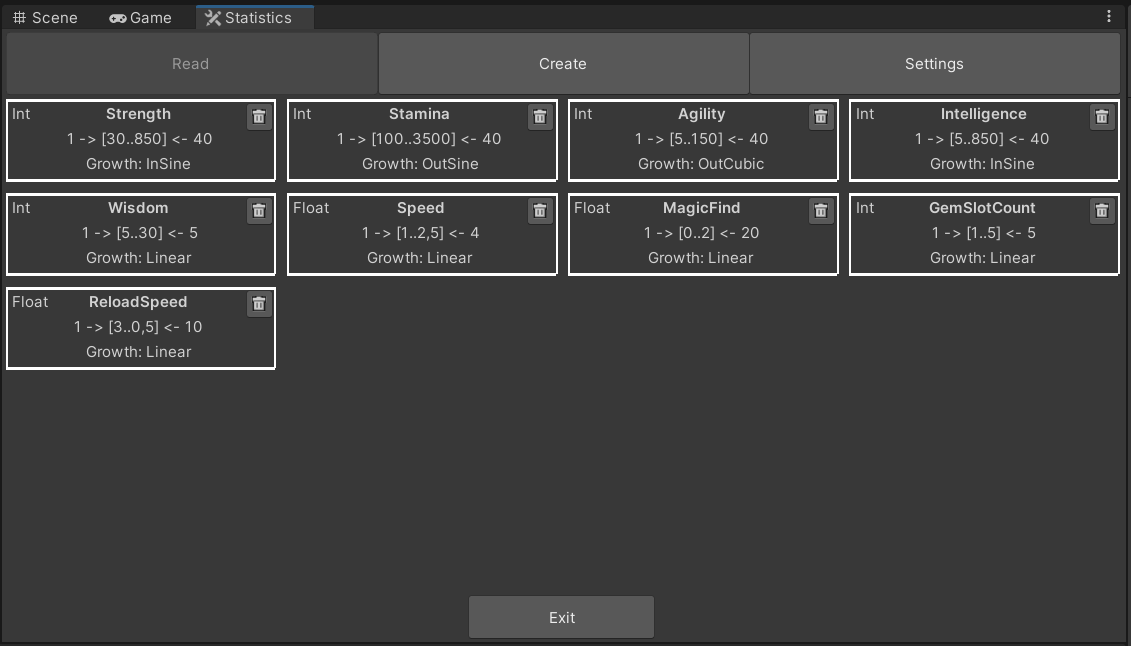 Scene Game Statistics
Read Create Settings
Int Strength
1 -> [30..850] <- 40
Growth: InSine
Int Stamina
1 -> [100..3500] <- 40
Growth: OutSine
Int Agility
1 -> [5..150] <- 40
Growth: OutCubic
Int Intelligence
1 -> [5..850] <- 40
Growth: InSine
Int Wisdom
1 -> [5..30] <- 5
Growth: Linear
Float Speed
1 -> [1..2,5] <- 4
Growth: Linear
Float MagicFind
1 -> [0..2] <- 20
Growth: Linear
Int GemSlotCount
1 -> [1..5] <- 5
Growth: Linear
Float ReloadSpeed
1 -> [3..0,5] <- 10
Growth: Linear
Exit